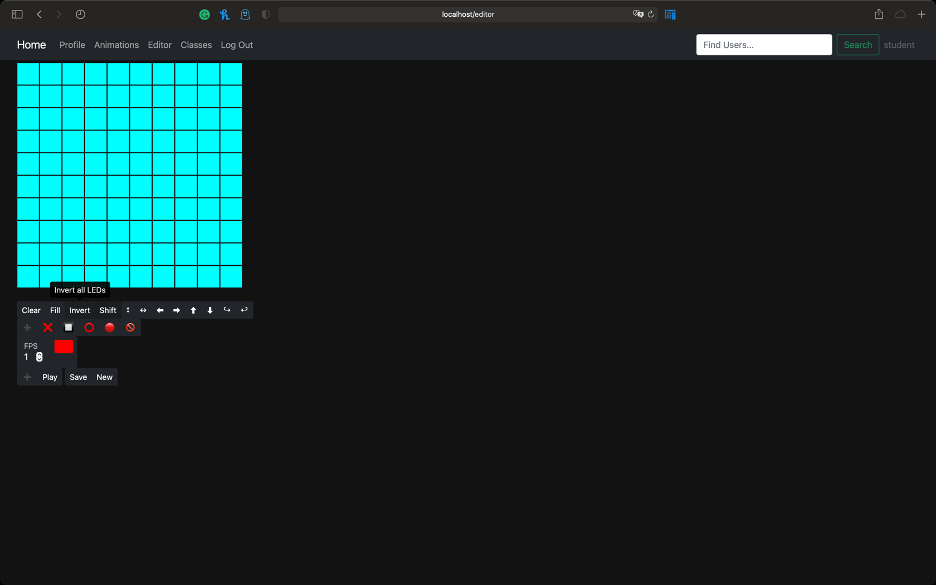 localhost/editor
Home Profile Animations Editor Classes Log Out Find Users... Search student
Invert all LEDs
Clear Fill Invert Shift
FPS
1
Play Save New